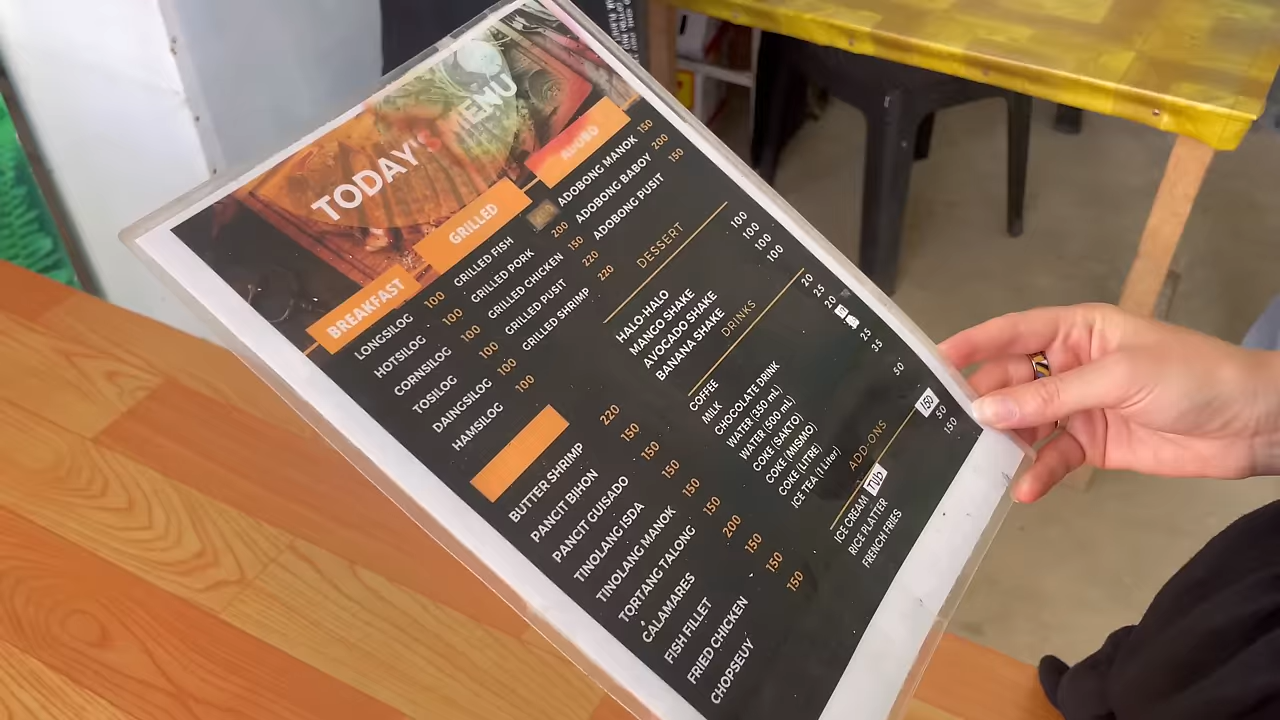 TODAY'S MENU
BREAKFAST
LONGSILOG 100
HOTSILOG 100
CORNSILOG 100
TOSILOG 100
DAINGSILOG 100
HAMSILOG 100
GRILLED
GRILLED FISH 200
GRILLED PORK 150
GRILLED CHICKEN 220
GRILLED PUSIT 220
GRILLED SHRIMP
ADOBO
ADOBONG MANOK 150
ADOBONG BABOY 200
ADOBONG PUSIT 150
BUTTER SHRIMP 220
PANCIT BIHON 150
PANCIT GUISADO 150
TINOLANG ISDA 150
TINOLANG MANOK 150
TORTANG TALONG 150
CALAMARES 200
FISH FILLET 150
FRIED CHICKEN 150
CHOPSEUY 150
DESSERT
HALO-HALO 100
MANGO SHAKE 100
AVOCADO SHAKE 100
BANANA SHAKE 100
DRINKS
COFFEE 20
MILK 25
CHOCOLATE DRINK 20
WATER (350 mL)
WATER (500 mL)
COKE (SAKTO) 25
COKE (MISMO) 35
COKE (LITRE)
ICE TEA (1 Liter) 50
ADD-ONS
ICE CREAM Tub 150
RICE PLATTER 50
FRENCH FRIES 150